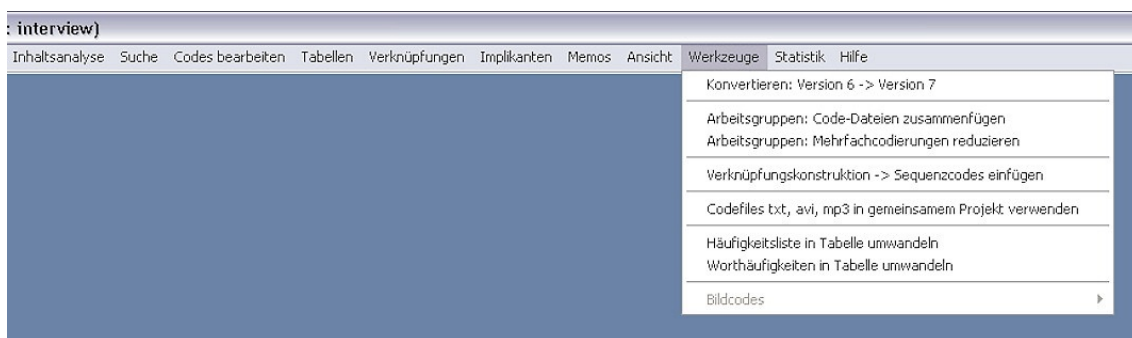 : interview)
Inhaltsanalyse Suche Codes bearbeiten Tabellen Verknüpfungen Implikanten Memos Ansicht Werkzeuge Statistik Hilfe
Konvertieren: Version 6 -> Version 7
Arbeitsgruppen: Code-Dateien zusammenfügen
Arbeitsgruppen: Mehrfachcodierungen reduzieren
Verknüpfungskonstruktion -> Sequenzcodes einfügen
Codefiles txt, avi, mp3 in gemeinsamem Projekt verwenden
Häufigkeitsliste in Tabelle umwandeln
Worthäufigkeiten in Tabelle umwandeln
Bildcodes